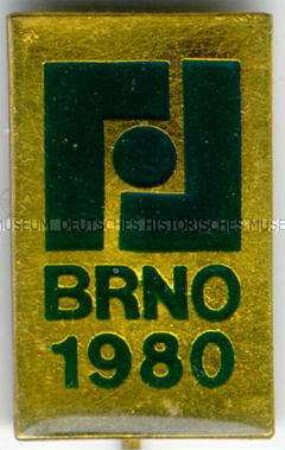 MUSEUM DEUTSCHES HISTORISCHES MUSE
BRNO
1980